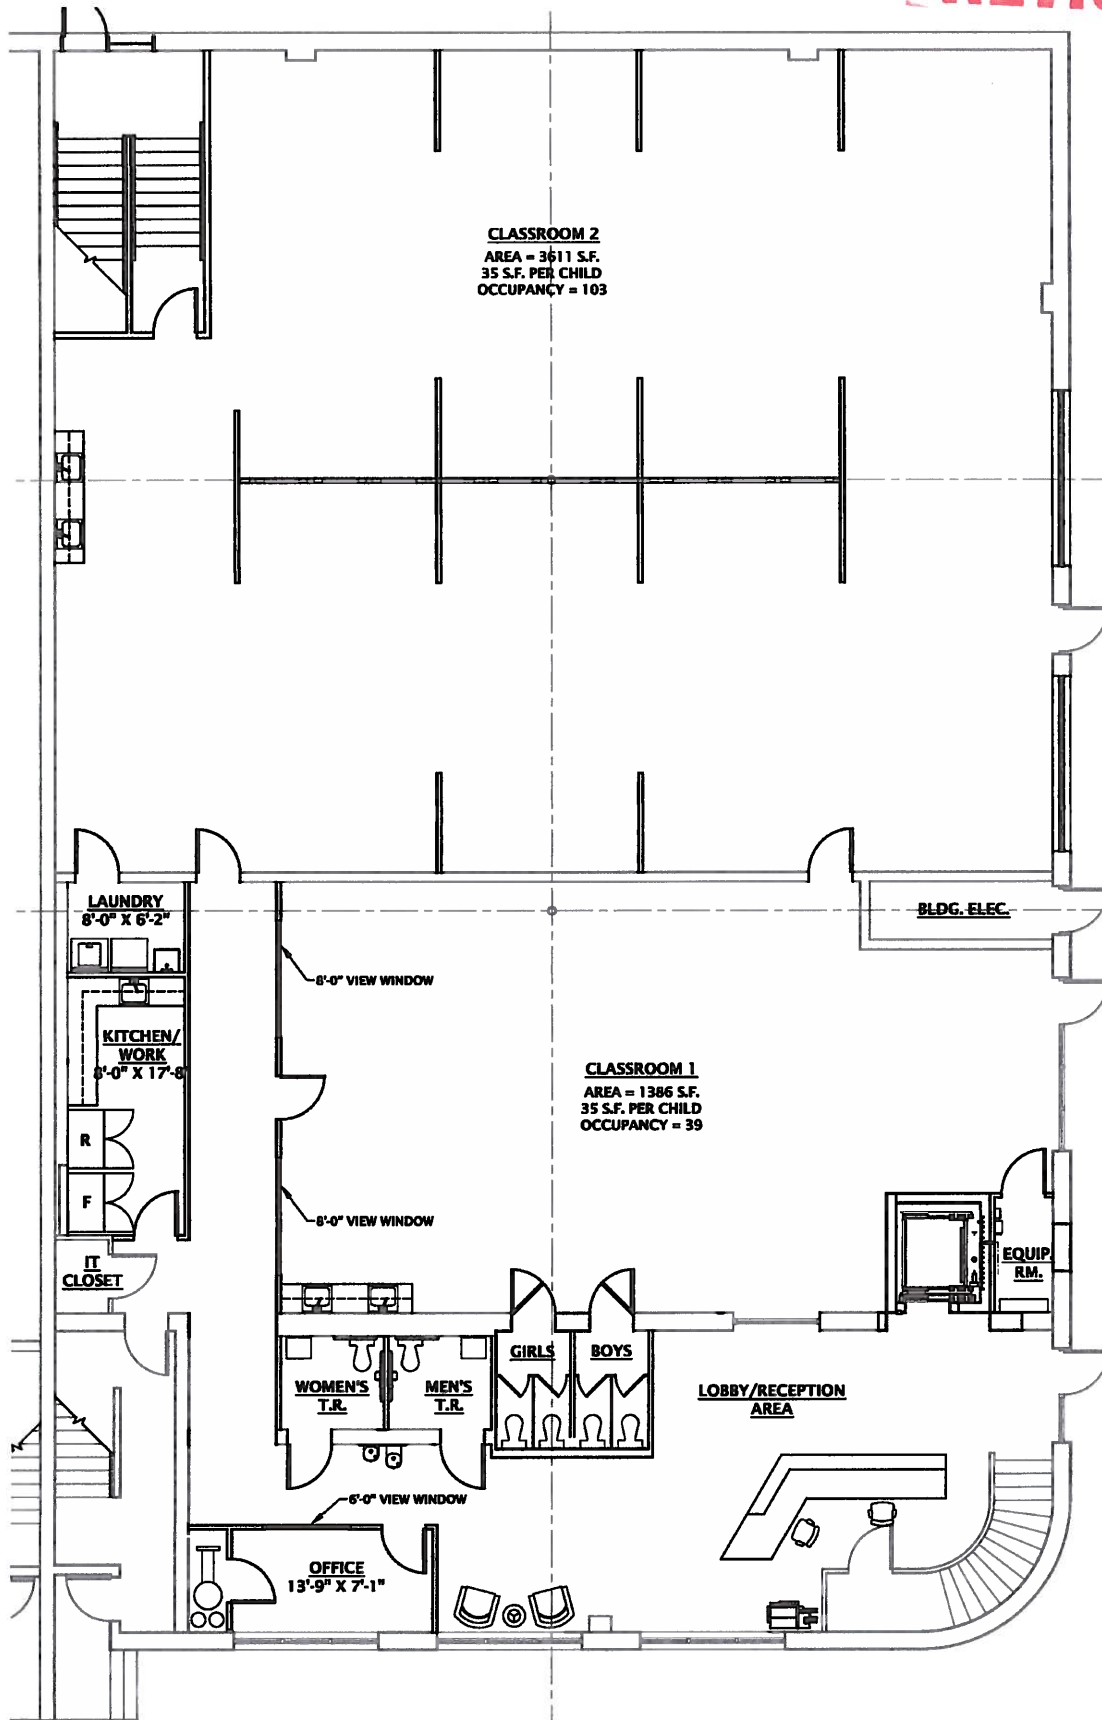 CLASSROOM 2
AREA = 3611 S.F.
35 S.F. PER CHILD
OCCUPANCY = 103
LAUNDRY
8'-0" X 6'-2"
BLDG. ELEC.
8'-0" VIEW WINDOW
KITCHEN/
WORK
8'-0" X 17'-8
CLASSROOM 1
AREA = 1386 S.F.
35 S.F. PER CHILD
OCCUPANCY = 39
R
F
8'-0" VIEW WINDOW
IT
CLOSET
EQUIP.
RM.
GIRLS
BOYS
WOMEN'S
T.R.
MEN'S
T.R.
LOBBY/RECEPTION
AREA
6'-0" VIEW WINDOW
OFFICE
13'-9" X 7'-1"